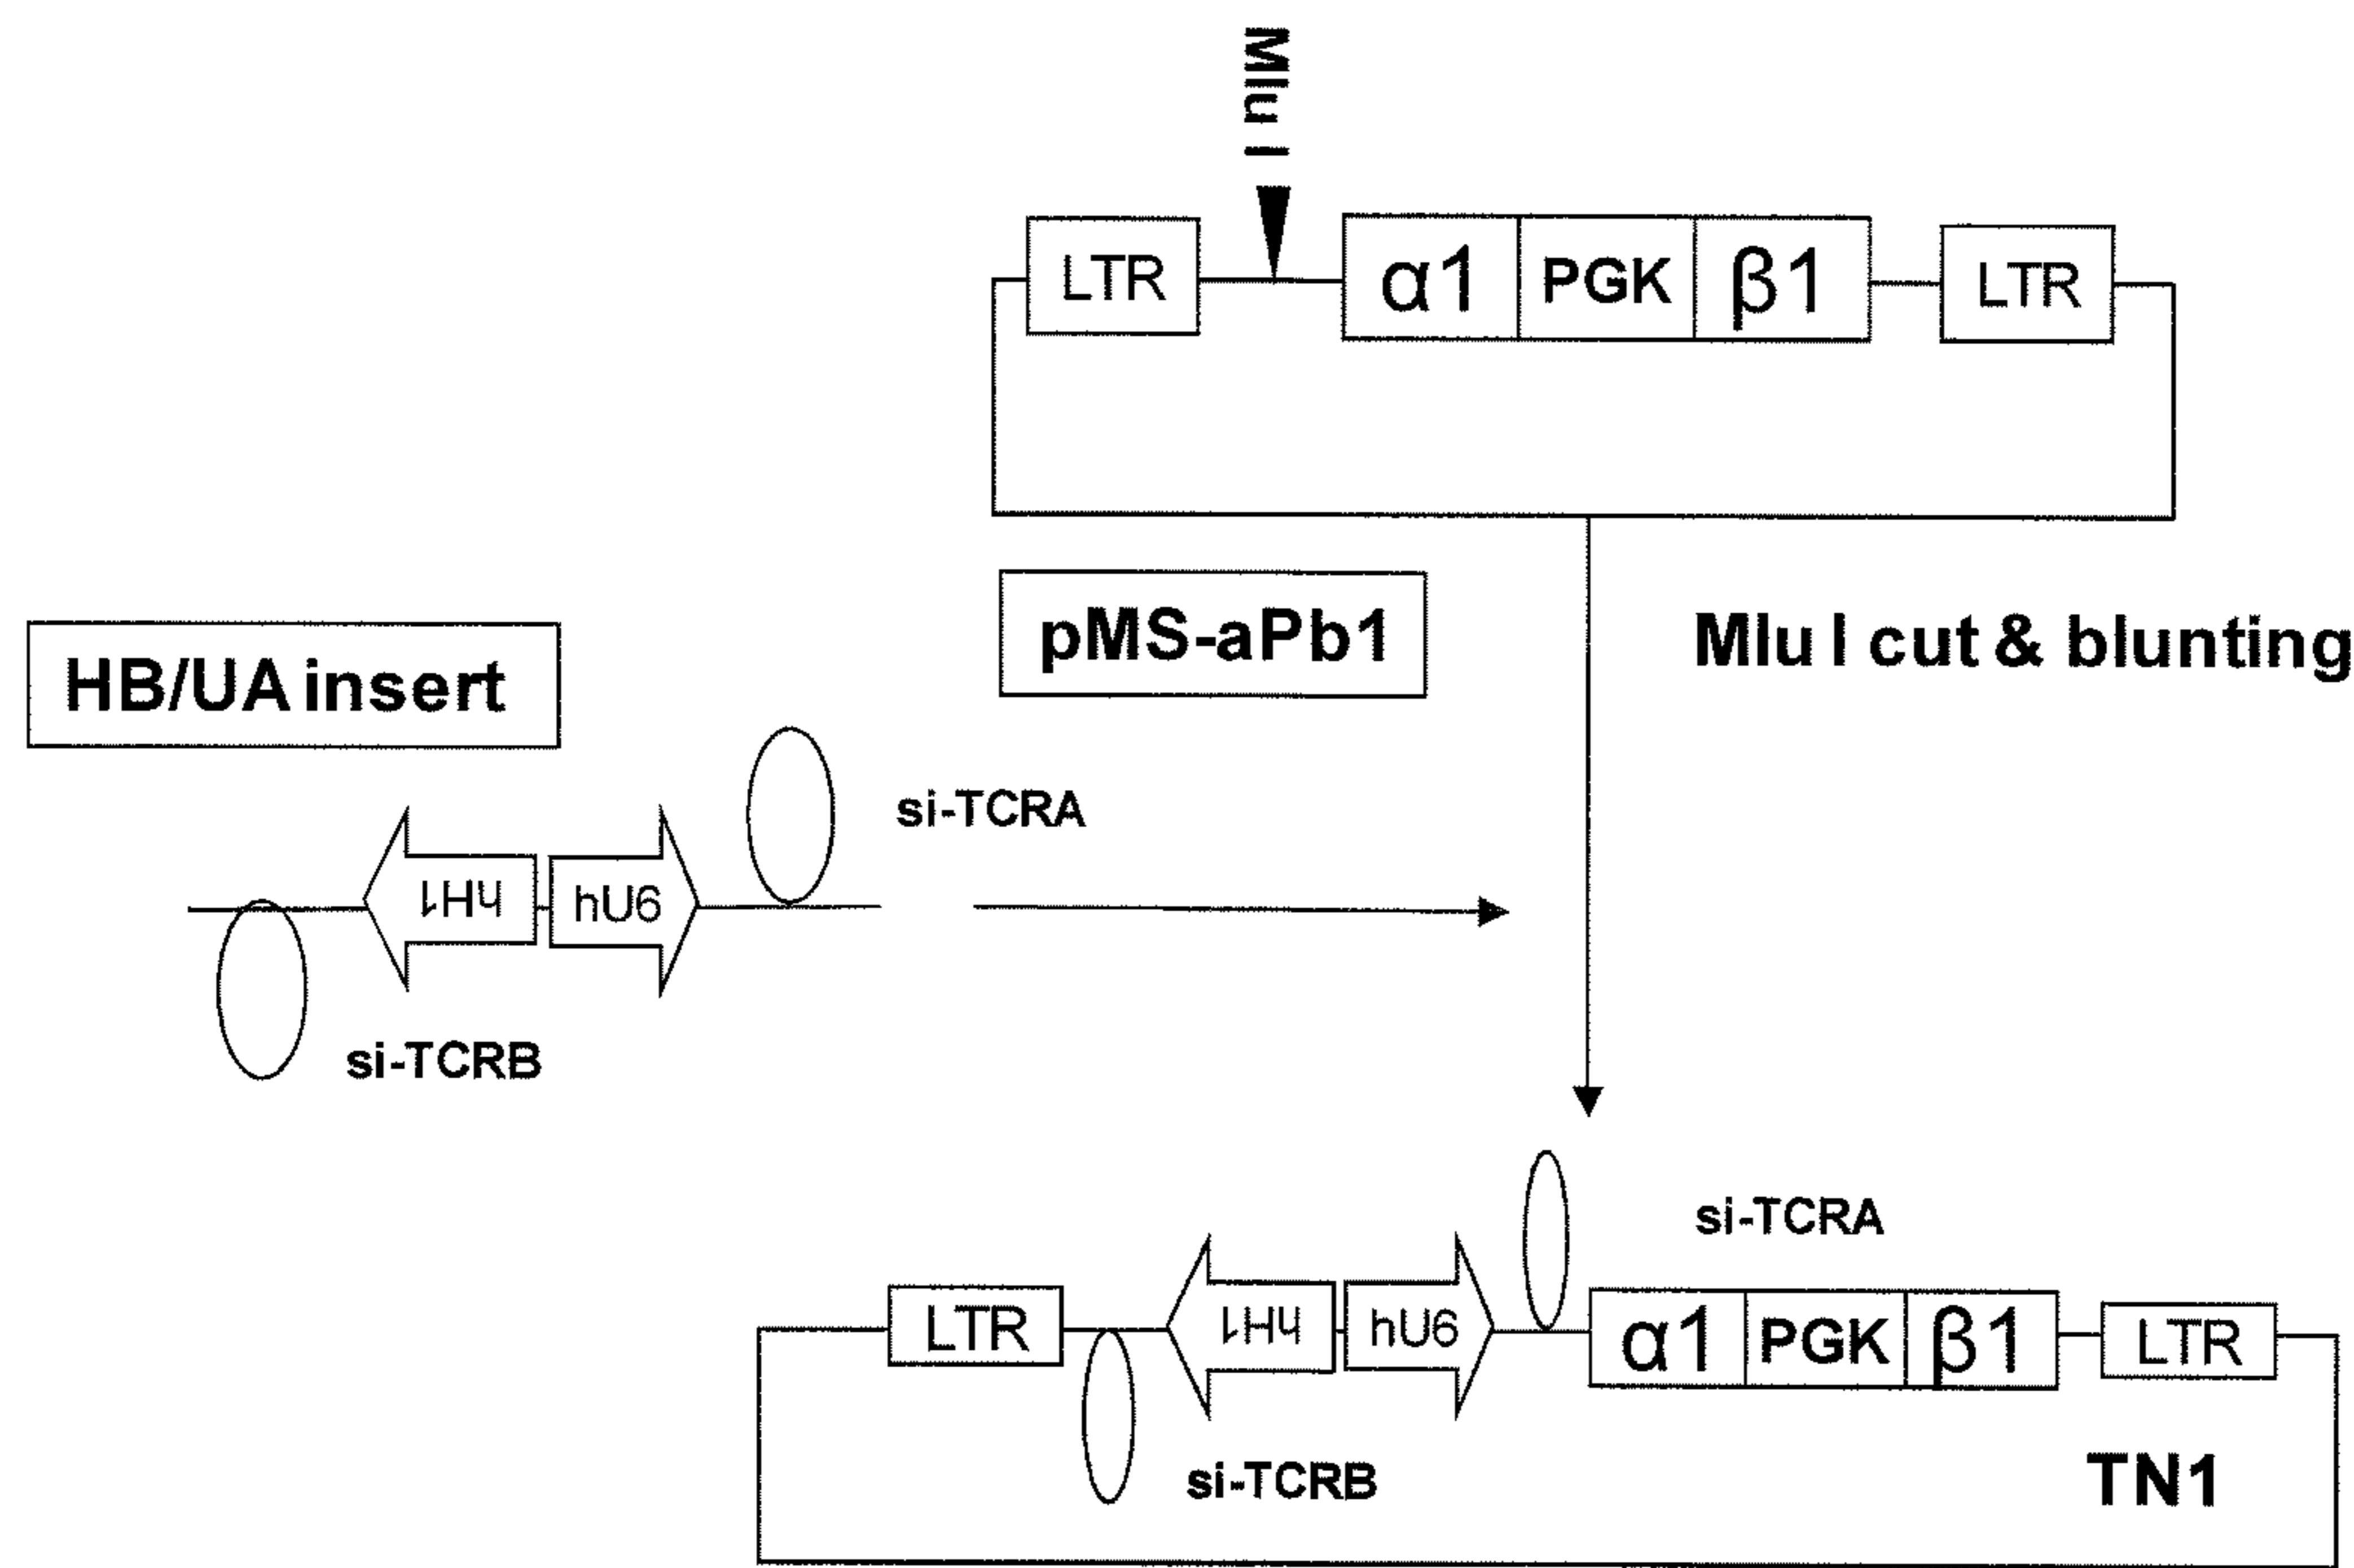 Mlu I
LTR
α1
PGK
β1
LTR
pMS-aPb1
Mlu I cut & blunting
HB/UA insert
si-TCRA
hH1
hU6
si-TCRB
si-TCRA
LTR
hH1
hU6
α1
PGK
β1
LTR
si-TCRB
TN1